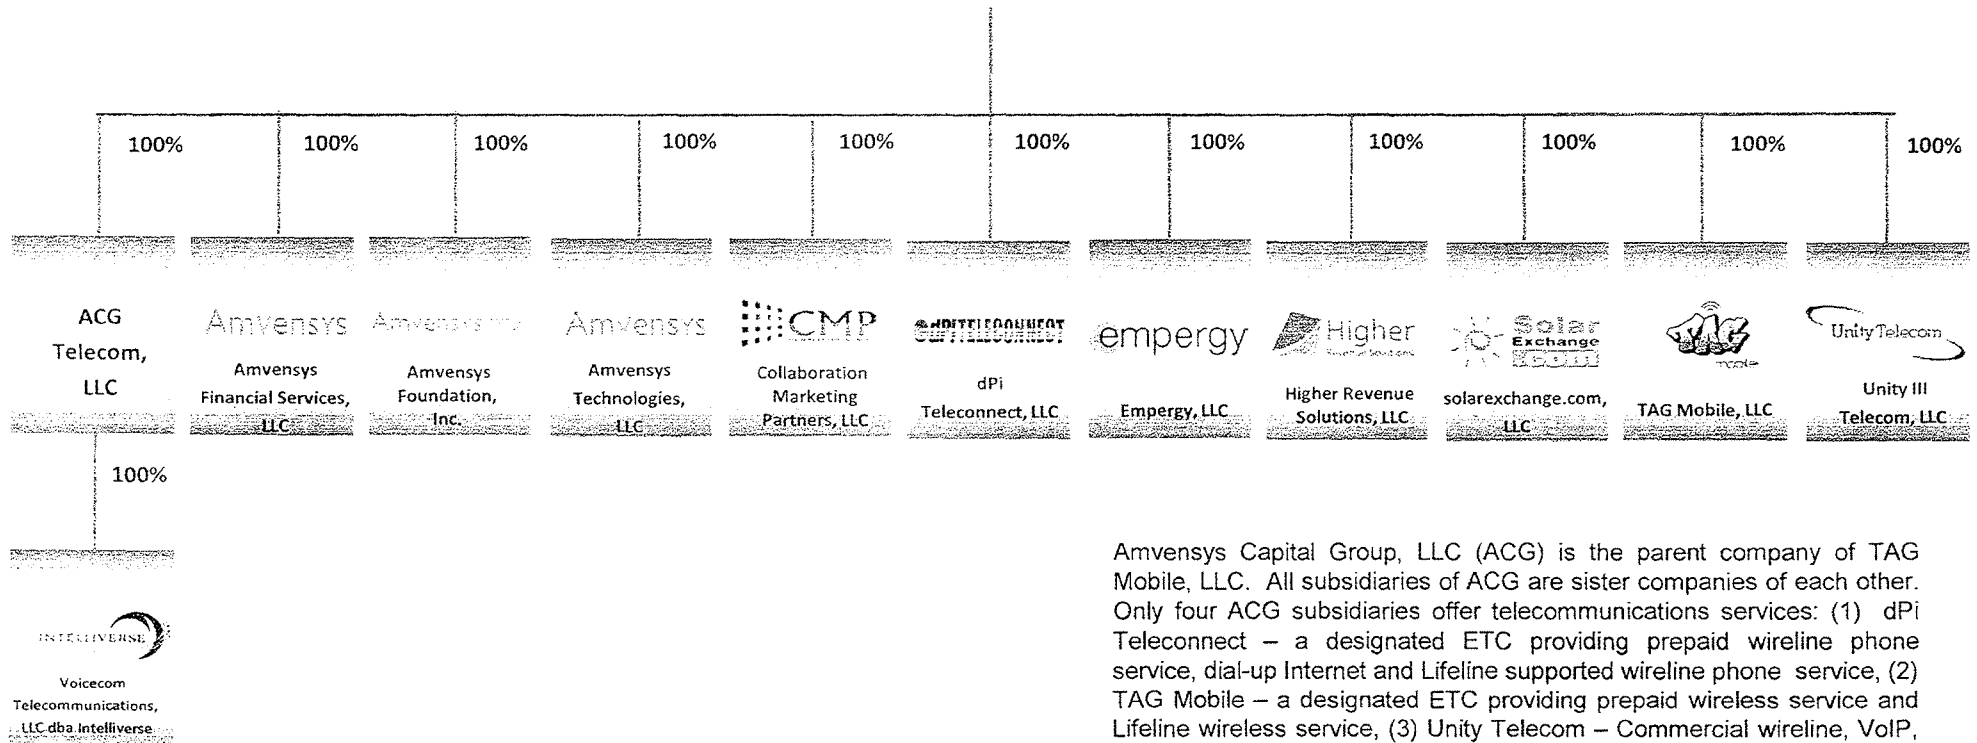 100% 100% 100% 100% 100% 100% 100% 100% 100% 100% 100%
ACG
Telecom,
LLC
Amvensys
Amvensys
Financial Services,
LLC
Amvensys
Amvensys
Foundation,
Inc.
Amvensys
Amvensys
Technologies,
LLC
CMP
Collaboration
Marketing
Partners, LLC
dPITELECONNECT
dPi
Teleconnect, LLC
empergy
Empergy, LLC
Higher
Higher Revenue
Solutions, LLC
Solar
Exchange
.com
solarexchange.com,
LLC
TAG
mobile
TAG Mobile, LLC
Unity Telecom
Unity III
Telecom, LLC
100%
INTELLIVERSE
Voicecom
Telecommunications,
LLC dba Intelliverse
Amvensys Capital Group, LLC (ACG) is the parent company of TAG
Mobile, LLC. All subsidiaries of ACG are sister companies of each other.
Only four ACG subsidiaries offer telecommunications services: (1) dPi
Teleconnect – a designated ETC providing prepaid wireline phone
service, dial-up Internet and Lifeline supported wireline phone service, (2)
TAG Mobile – a designated ETC providing prepaid wireless service and
Lifeline wireless service, (3) Unity Telecom – Commercial wireline, VoIP,